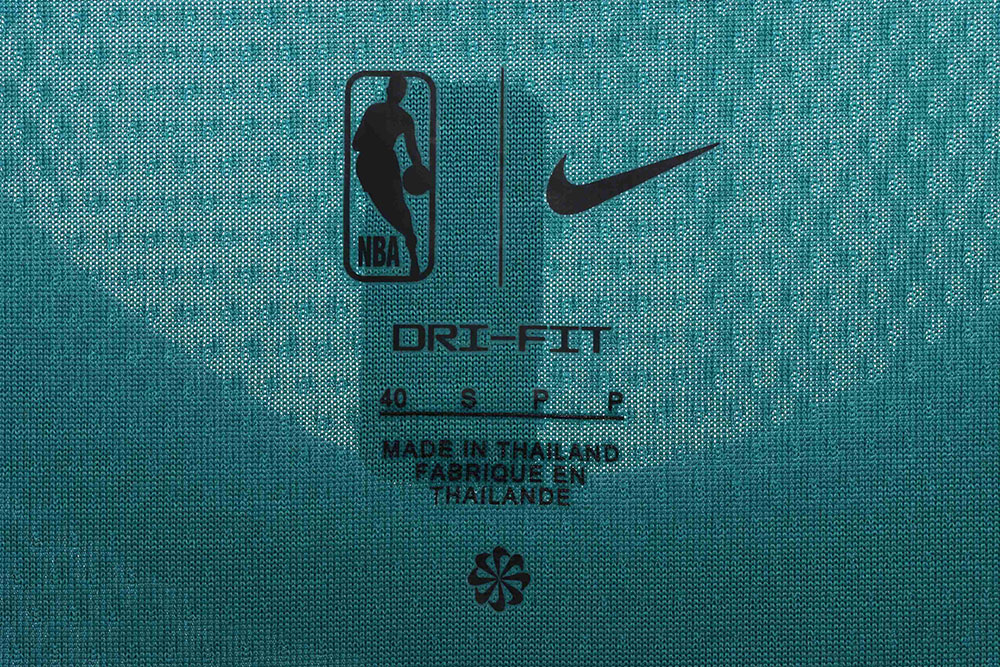 NBA
DRI-FIT
40 S P P
MADE IN THAILAND
FABRIQUE EN
THAILANDE